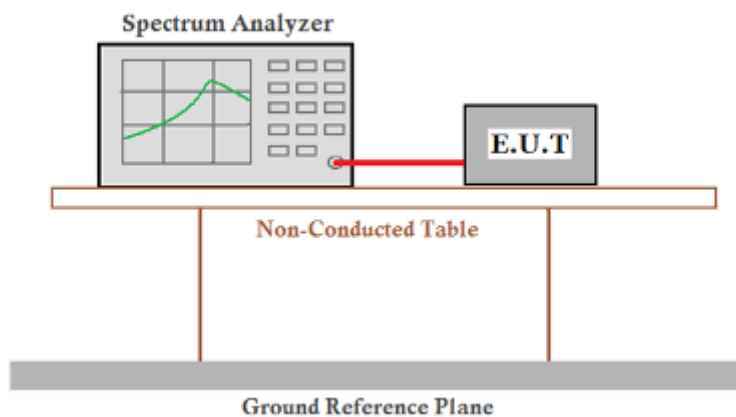 Spectrum Analyzer
E.U.T
Non-Conducted Table
Ground Reference Plane